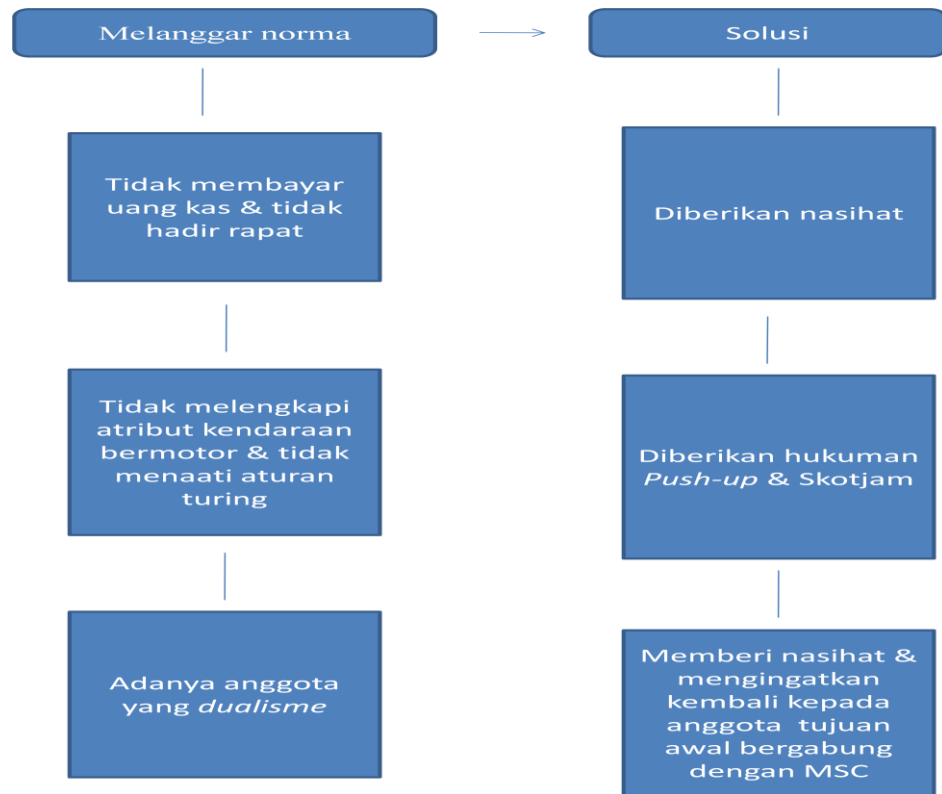 Melanggar norma
Solusi
Tidak membayar
uang kas & tidak
hadir rapat
Diberikan nasihat
Tidak melengkapi
atribut kendaraan
bermotor & tidak
menaati aturan
turing
Diberikan hukuman
Push-up & Skotjam
Adanya anggota
yang dualisme
Memberi nasihat &
mengingatkan
kembali kepada
anggota tujuan
awal bergabung
dengan MSC